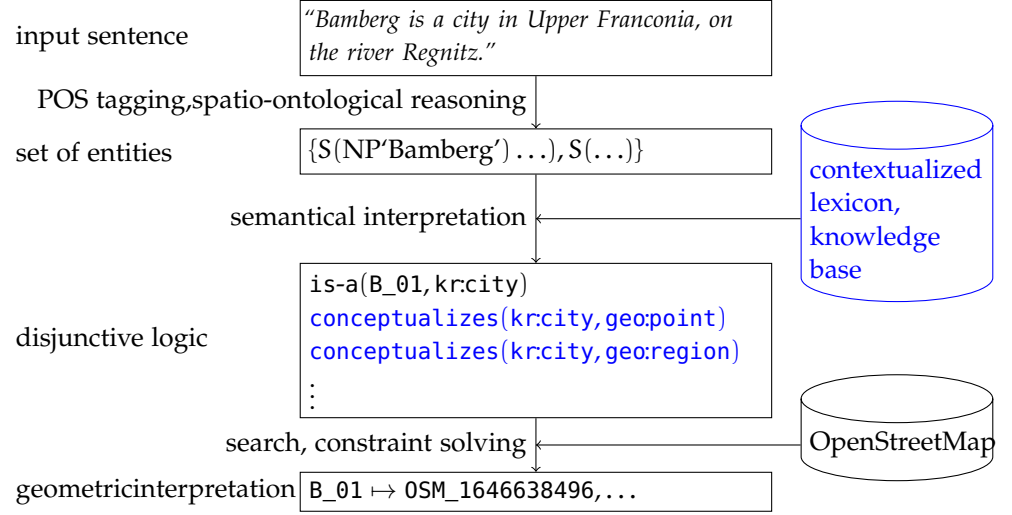 input sentence
“Bamberg is a city in Upper Franconia, on
the river Regnitz.”
POS tagging,spatio-ontological reasoning
set of entities
{S(NP‘Bamberg’) . . .), S(. . .)}
contextualized
lexicon,
knowledge
base
semantical interpretation
disjunctive logic
is-a(B_01, kr:city)
conceptualizes(kr:city, geo:point)
conceptualizes(kr:city, geo:region)
⋮
search, constraint solving
OpenStreetMap
geometricinterpretation
B_01 ↦ OSM_1646638496, . . .